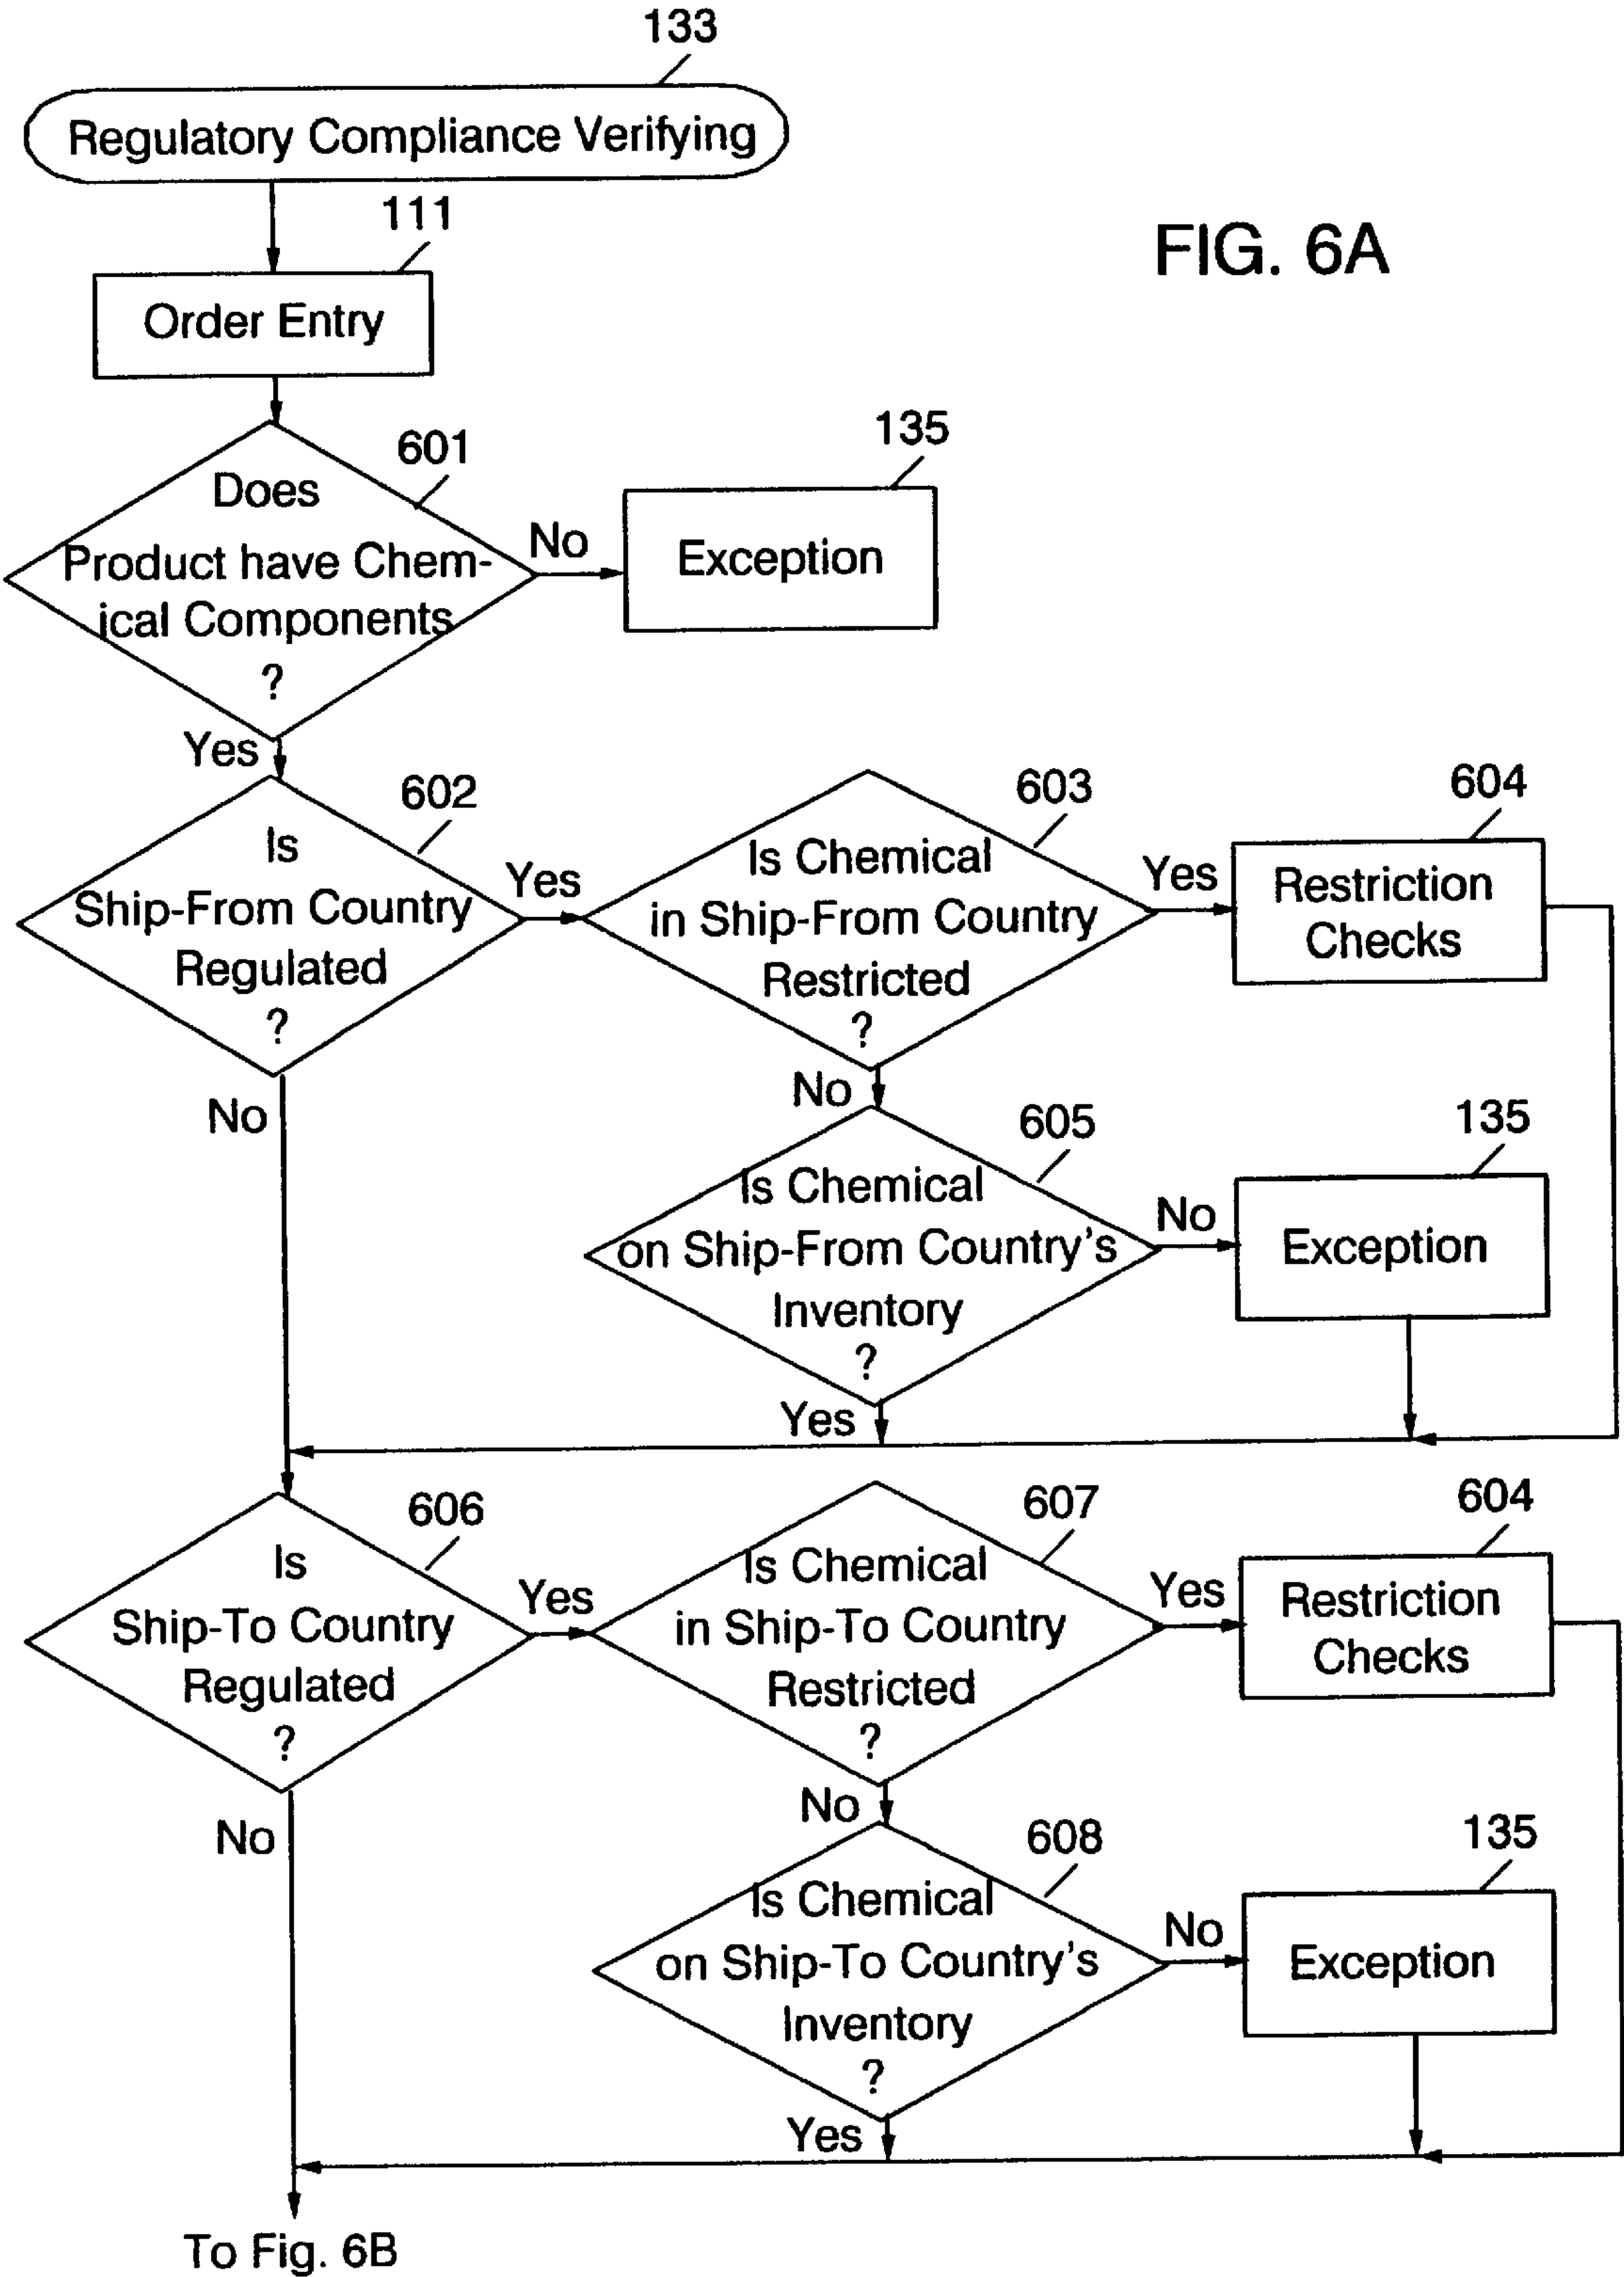 133
Regulatory Compliance Verifying
111
FIG. 6A
Order Entry
601
135
Does
Product have Chem-
ical Components
?
No
Exception
Yes
602
603
604
Is
Ship-From Country
Regulated
?
Yes
Is Chemical
in Ship-From Country
Restricted
?
Yes
Restriction
Checks
No
No
605
135
Is Chemical
on Ship-From Country's
Inventory
?
No
Exception
Yes
606
607
604
Is
Ship-To Country
Regulated
?
Yes
Is Chemical
in Ship-To Country
Restricted
?
Yes
Restriction
Checks
No
No
608
135
Is Chemical
on Ship-To Country's
Inventory
?
No
Exception
Yes
To Fig. 6B